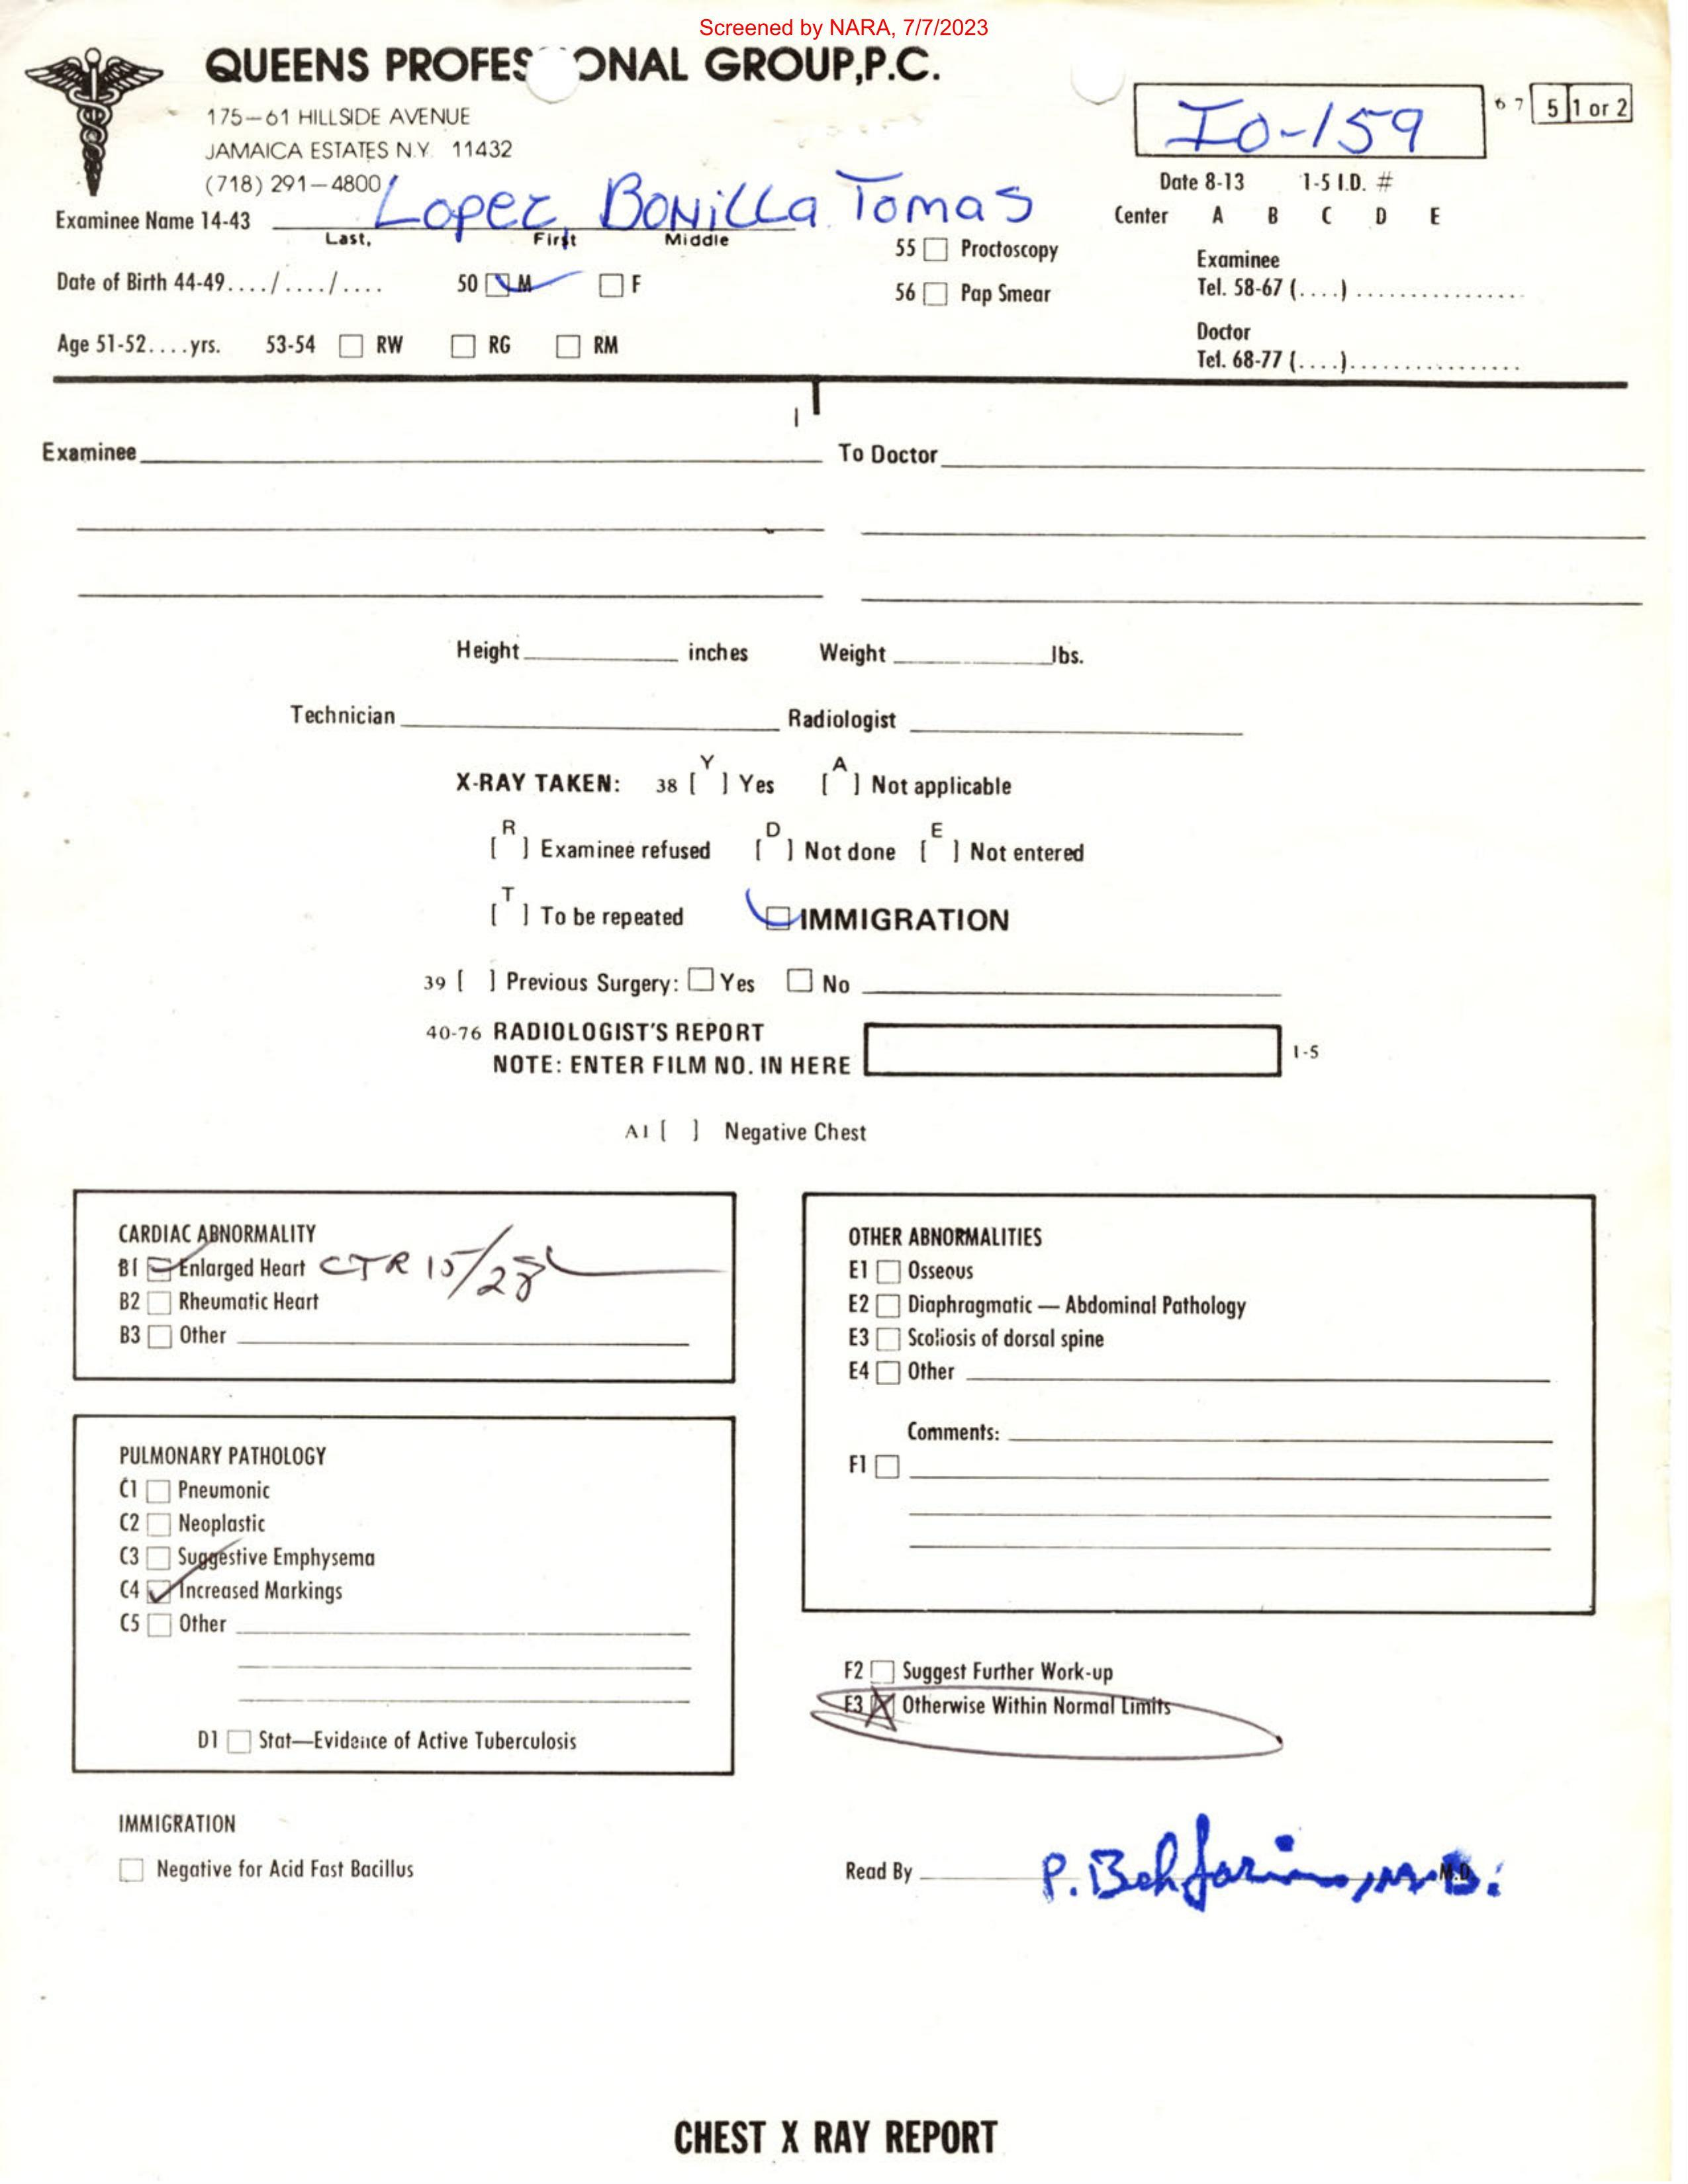 Screened by NARA, 7/7/2023
QUEENS PROFES ONAL GROUP,P.C.
175-61 HILLSIDE AVENUE
JAMAICA ESTATES N.Y. 11432
(718) 291-4800
IO-159
6 7 5 1 or 2
Date 8-13 1-5 I.D. #
Center A B C D E
Examinee Name 14-43 Lopez, Bonilla Tomas
Last, First Middle
55 ☐ Proctoscopy
Examinee
Tel. 58-67 (....) ................
Date of Birth 44-49..../..../.... 50 ☑ M ☐ F
56 ☐ Pap Smear
Doctor
Tel. 68-77 (....)................
Age 51-52....yrs. 53-54 ☐ RW ☐ RG ☐ RM
Examinee To Doctor
Height inches Weight lbs.
Technician Radiologist
X-RAY TAKEN: 38 [ Y ] Yes [ A ] Not applicable
[ R ] Examinee refused [ D ] Not done [ E ] Not entered
[ T ] To be repeated ☑ IMMIGRATION
39 [ ] Previous Surgery: ☐ Yes ☐ No
40-76 RADIOLOGIST'S REPORT
NOTE: ENTER FILM NO. IN HERE 1-5
A1 [ ] Negative Chest
CARDIAC ABNORMALITY
B1 ☑ Enlarged Heart CTR 15/28
B2 ☐ Rheumatic Heart
B3 ☐ Other
PULMONARY PATHOLOGY
C1 ☐ Pneumonic
C2 ☐ Neoplastic
C3 ☐ Suggestive Emphysema
C4 ☑ Increased Markings
C5 ☐ Other
D1 ☐ Stat—Evidence of Active Tuberculosis
OTHER ABNORMALITIES
E1 ☐ Osseous
E2 ☐ Diaphragmatic — Abdominal Pathology
E3 ☐ Scoliosis of dorsal spine
E4 ☐ Other
Comments:
F1 ☐
F2 ☐ Suggest Further Work-up
F3 ☒ Otherwise Within Normal Limits
IMMIGRATION
☐ Negative for Acid Fast Bacillus
Read By P. Behfarin, M.D.
CHEST X RAY REPORT